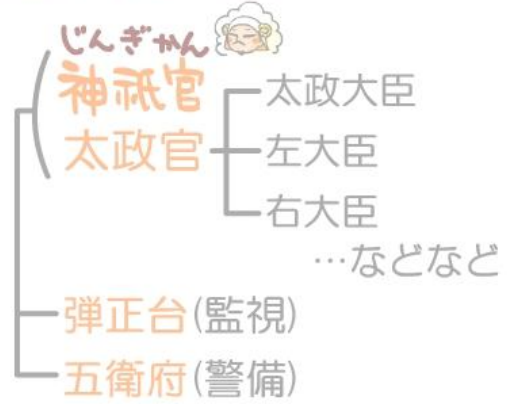 じんぎかん
神祇官
太政大臣
太政官
左大臣
右大臣
…などなど
弾正台(監視)
五衛府(警備)